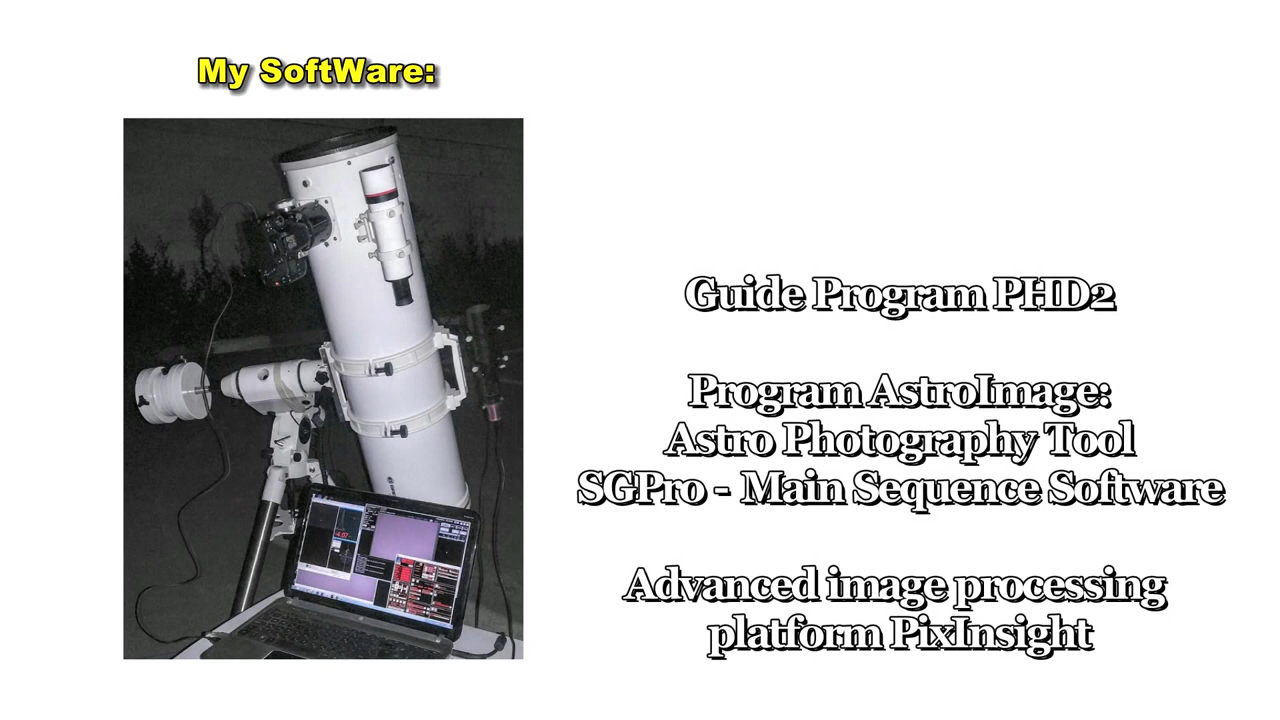 My SoftWare:
Guide Program PHD2
Program AstroImage:
Astro Photography Tool
SGPro - Main Sequence Software
Advanced image processing
platform PixInsight